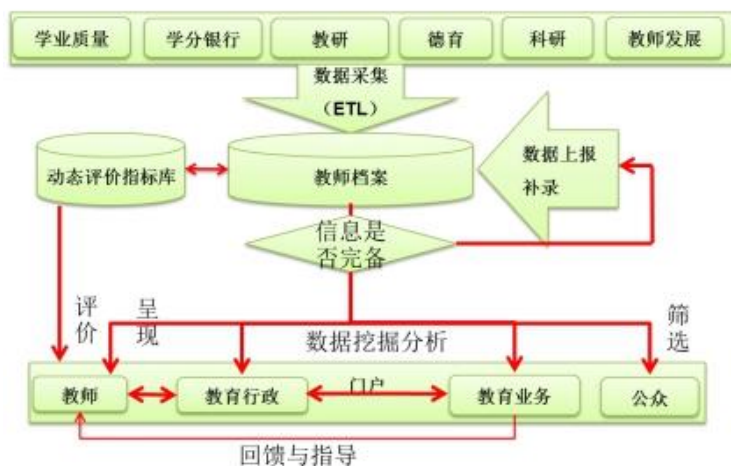 学业质量
学分银行
教研
德育
科研
教师发展
数据采集
（ETL）
动态评价指标库
教师档案
数据上报
补录
信息是
否完备
评价
呈现
数据挖掘分析
筛选
门户
教师
教育行政
教育业务
公众
回馈与指导